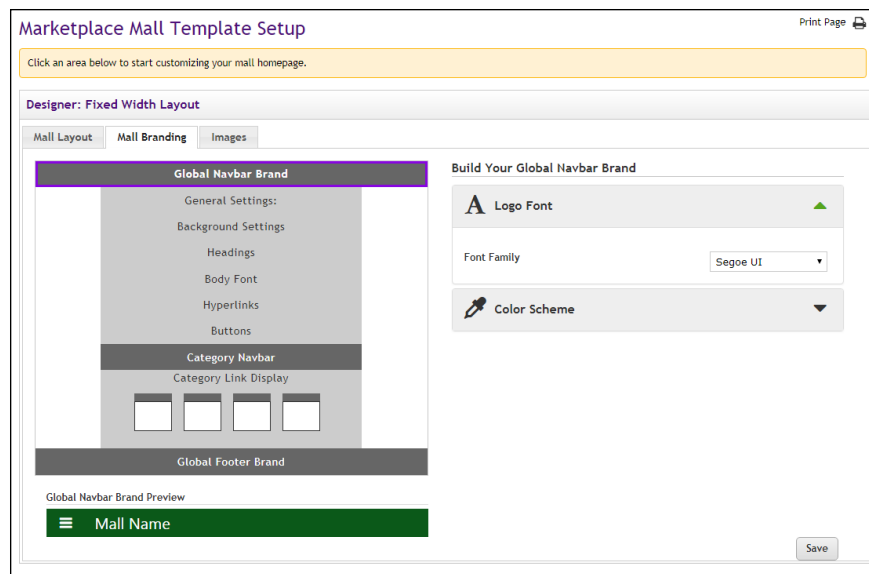 Marketplace Mall Template Setup
Print Page
Click an area below to start customizing your mall homepage.
Designer: Fixed Width Layout
Mall Layout
Mall Branding
Images
Global Navbar Brand
General Settings:
Background Settings
Headings
Body Font
Hyperlinks
Buttons
Category Navbar
Category Link Display
Global Footer Brand
Global Navbar Brand Preview
Mall Name
Build Your Global Navbar Brand
A Logo Font
Font Family
Segoe UI
Color Scheme
Save